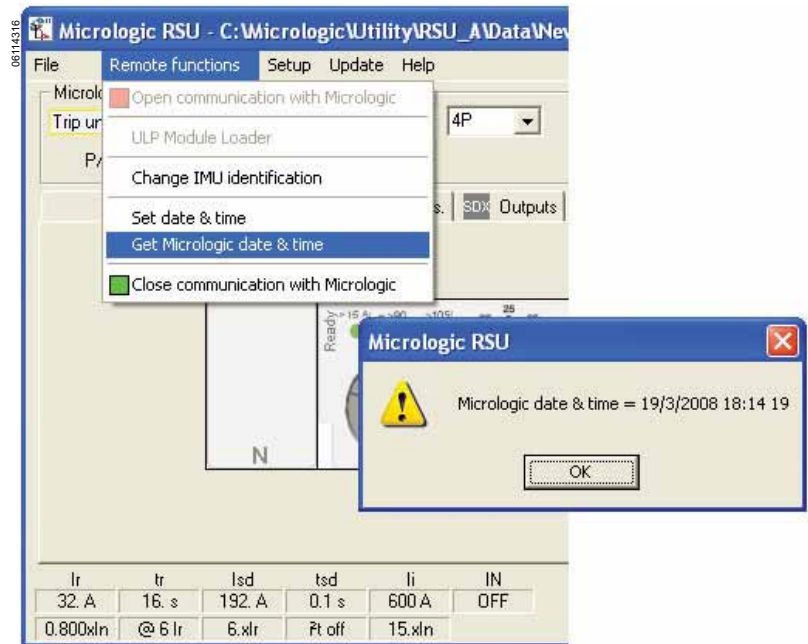 06114316
Micrologic RSU - C:\Micrologic\Utility\RSU_A\Data\Ne
File Remote functions Setup Update Help
Open communication with Micrologic
ULP Module Loader
Change IMU identification
Set date & time
Get Micrologic date & time
Close communication with Micrologic
Trip
4P
SDX Outputs
Ready
25
N
Micrologic RSU
Micrologic date & time = 19/3/2008 18:14 19
OK
Ir tr Isd tsd Ii IN
32. A 16. s 192. A 0.1 s 600 A OFF
0.800xIn @ 6 Ir 6.xIr I²t off 15.xIn